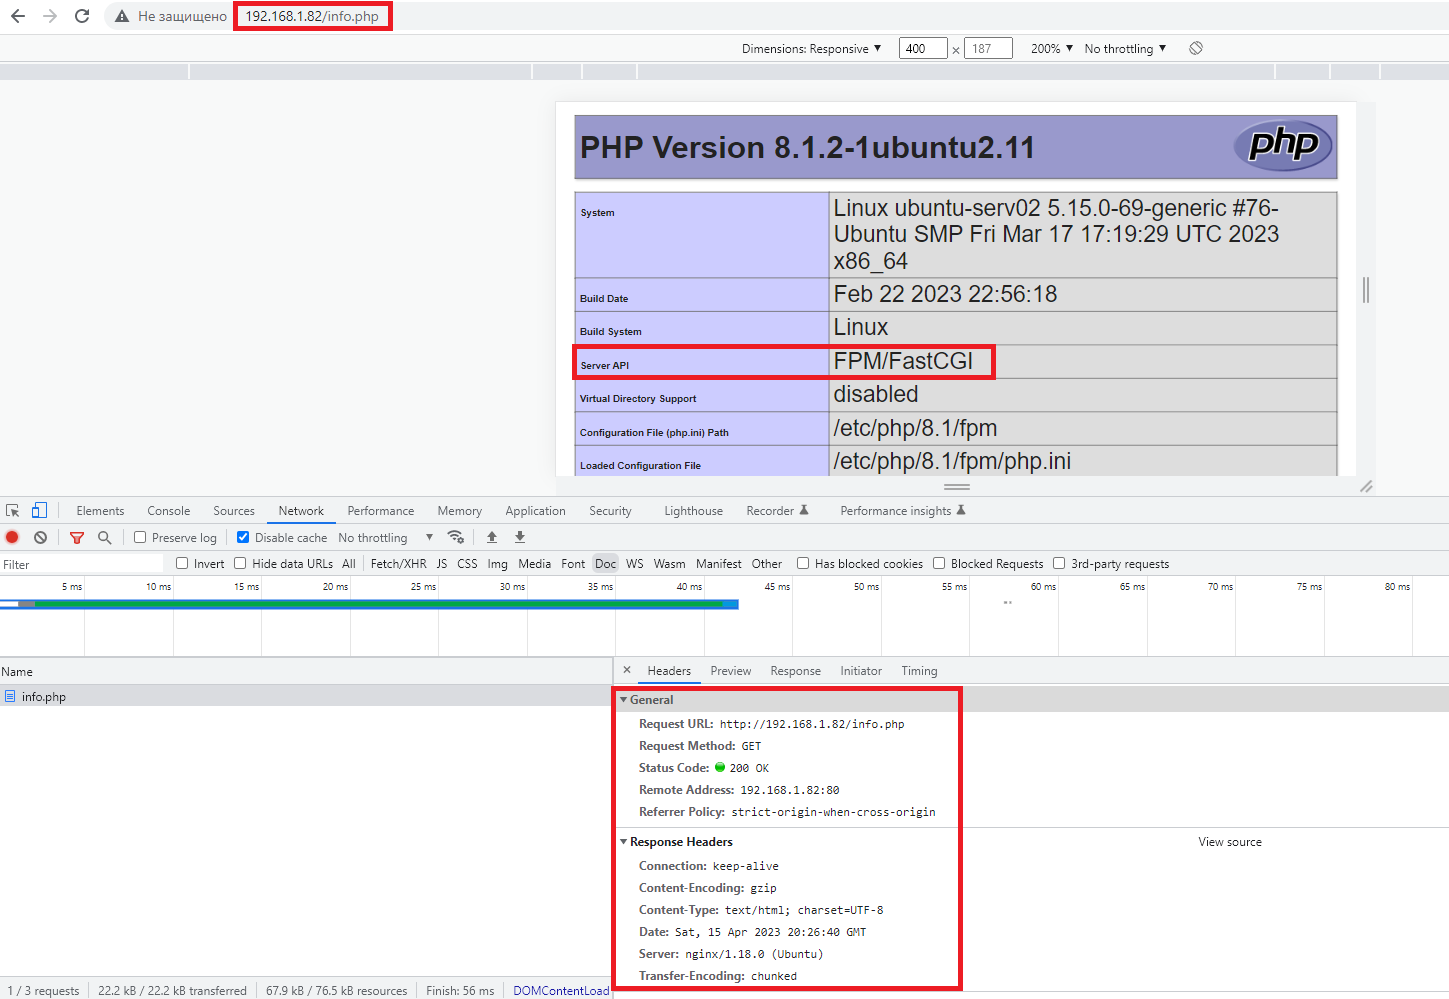 Не защищено 192.168.1.82/info.php
Dimensions: Responsive ▼ 400 × 187 200% ▼ No throttling ▼
PHP Version 8.1.2-1ubuntu2.11
php
System Linux ubuntu-serv02 5.15.0-69-generic #76-
Ubuntu SMP Fri Mar 17 17:19:29 UTC 2023
x86_64
Build Date Feb 22 2023 22:56:18
Build System Linux
Server API FPM/FastCGI
Virtual Directory Support disabled
Configuration File (php.ini) Path /etc/php/8.1/fpm
Loaded Configuration File /etc/php/8.1/fpm/php.ini
Elements Console Sources Network Performance Memory Application Security Lighthouse Recorder Performance insights
Preserve log Disable cache No throttling ▼
Filter Invert Hide data URLs All Fetch/XHR JS CSS Img Media Font Doc WS Wasm Manifest Other Has blocked cookies Blocked Requests 3rd-party requests
5 ms 10 ms 15 ms 20 ms 25 ms 30 ms 35 ms 40 ms 45 ms 50 ms 55 ms 60 ms 65 ms 70 ms 75 ms 80 ms
Name
info.php
× Headers Preview Response Initiator Timing
▼ General
Request URL: http://192.168.1.82/info.php
Request Method: GET
Status Code: 200 OK
Remote Address: 192.168.1.82:80
Referrer Policy: strict-origin-when-cross-origin
▼ Response Headers View source
Connection: keep-alive
Content-Encoding: gzip
Content-Type: text/html; charset=UTF-8
Date: Sat, 15 Apr 2023 20:26:40 GMT
Server: nginx/1.18.0 (Ubuntu)
Transfer-Encoding: chunked
1 / 3 requests 22.2 kB / 22.2 kB transferred 67.9 kB / 76.5 kB resources Finish: 56 ms DOMContentLoad